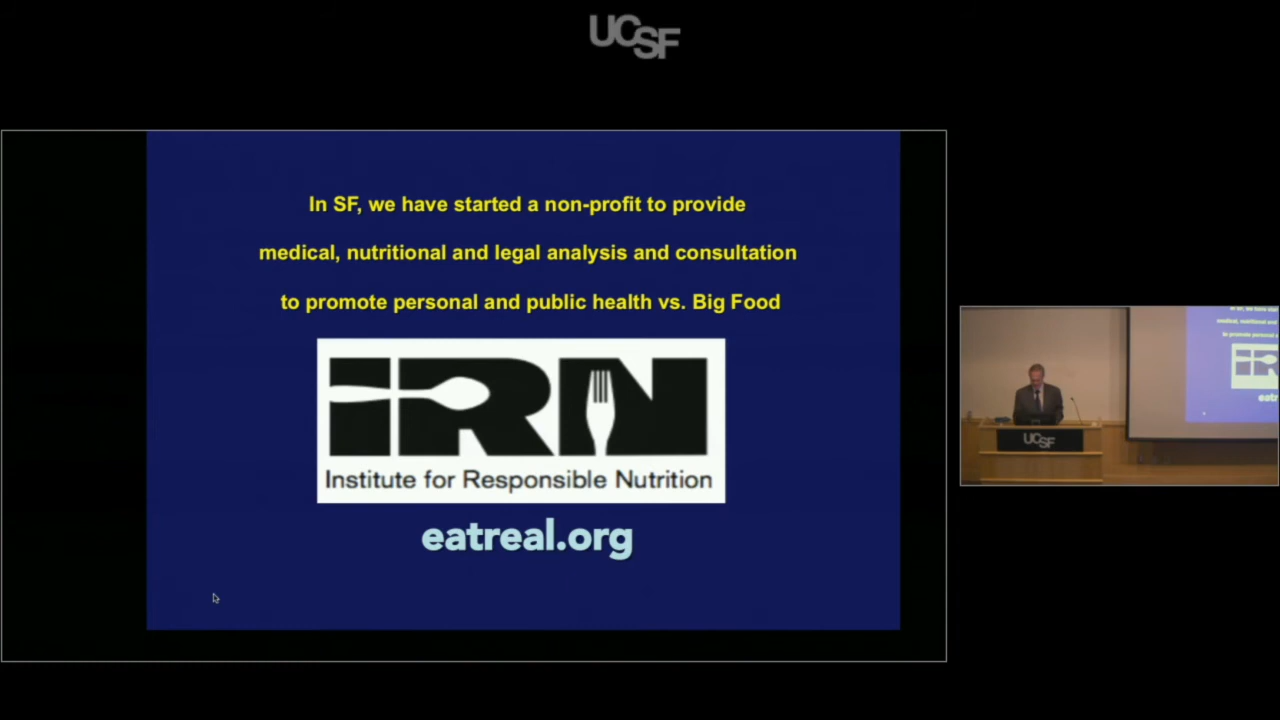 UCSF
In SF, we have started a non-profit to provide
medical, nutritional and legal analysis and consultation
to promote personal and public health vs. Big Food
iRN
Institute for Responsible Nutrition
eatreal.org
UCSF